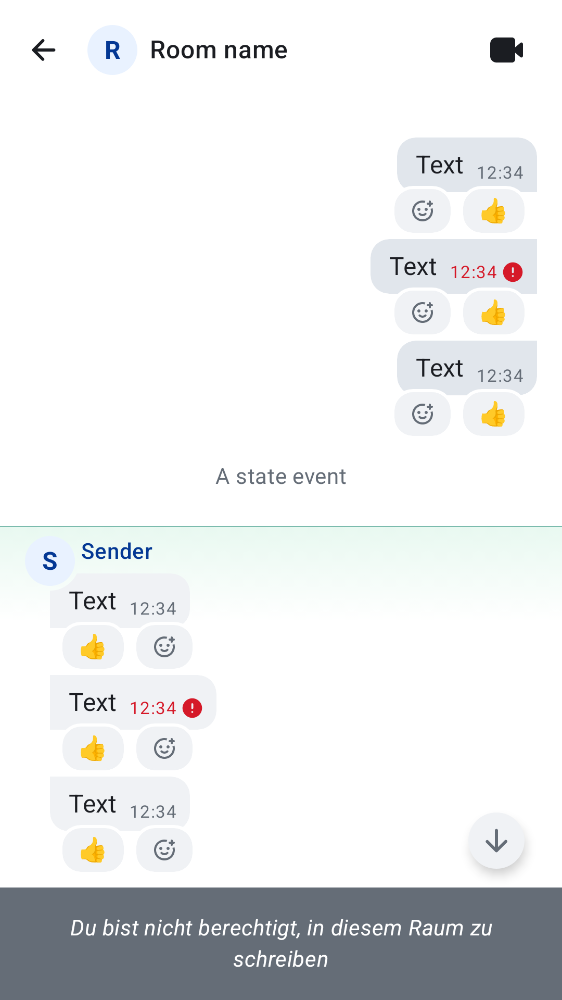 R Room name
Text 12:34
Text 12:34
Text 12:34
A state event
S Sender
Text 12:34
Text 12:34
Text 12:34
Du bist nicht berechtigt, in diesem Raum zu
schreiben